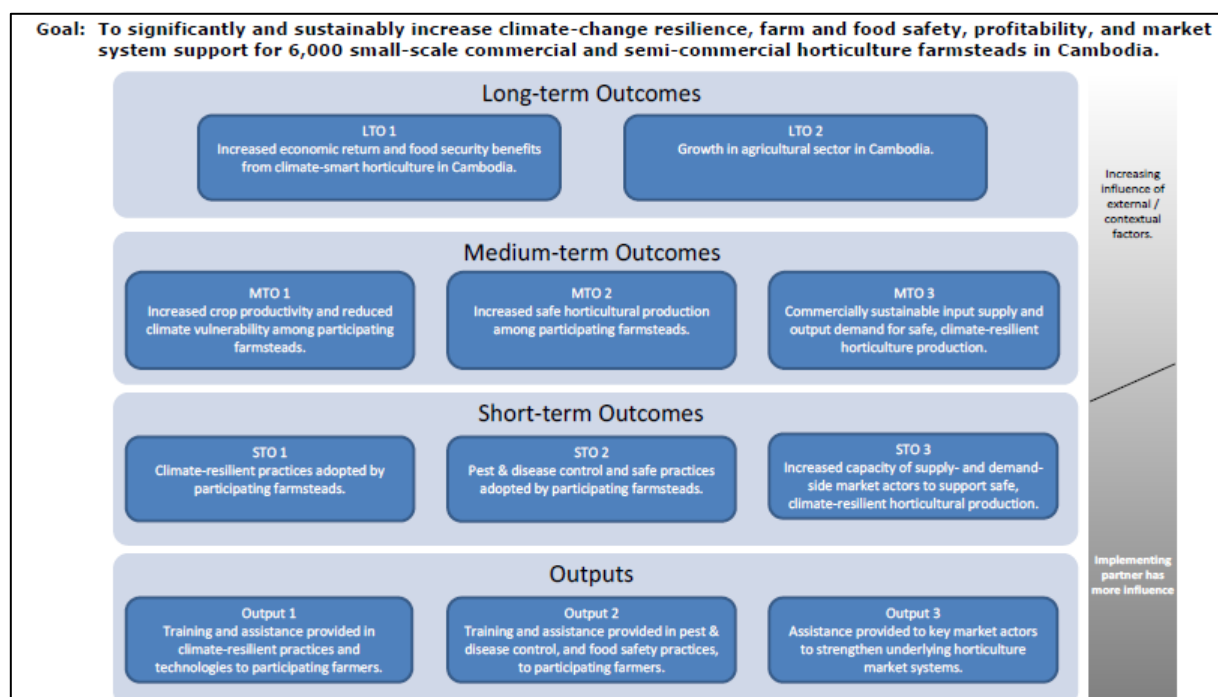 Goal: To significantly and sustainably increase climate-change resilience, farm and food safety, profitability, and market
system support for 6,000 small-scale commercial and semi-commercial horticulture farmsteads in Cambodia.
Long-term Outcomes
LTO 1
Increased economic return and food security benefits
from climate-smart horticulture in Cambodia.
LTO 2
Growth in agricultural sector in Cambodia.
Increasing
influence of
external /
contextual
factors.
Medium-term Outcomes
MTO 1
Increased crop productivity and reduced
climate vulnerability among participating
farmsteads.
MTO 2
Increased safe horticultural production
among participating farmsteads.
MTO 3
Commercially sustainable input supply and
output demand for safe, climate-resilient
horticulture production.
Short-term Outcomes
STO 1
Climate-resilient practices adopted by
participating farmsteads.
STO 2
Pest & disease control and safe practices
adopted by participating farmsteads.
STO 3
Increased capacity of supply- and demand-
side market actors to support safe,
climate-resilient horticultural production.
Implementing
partner has
more influence
Outputs
Output 1
Training and assistance provided in
climate-resilient practices and
technologies to participating farmers.
Output 2
Training and assistance provided in pest &
disease control, and food safety practices,
to participating farmers.
Output 3
Assistance provided to key market actors
to strengthen underlying horticulture
market systems.